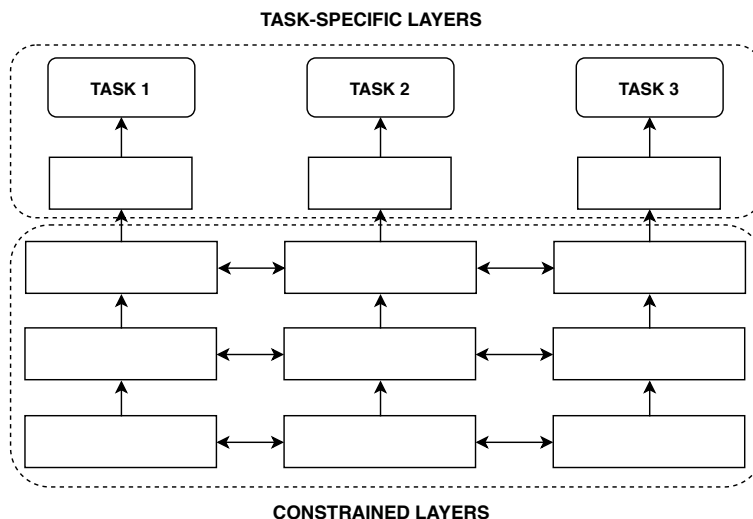 TASK-SPECIFIC LAYERS
TASK 1
TASK 2
TASK 3
CONSTRAINED LAYERS